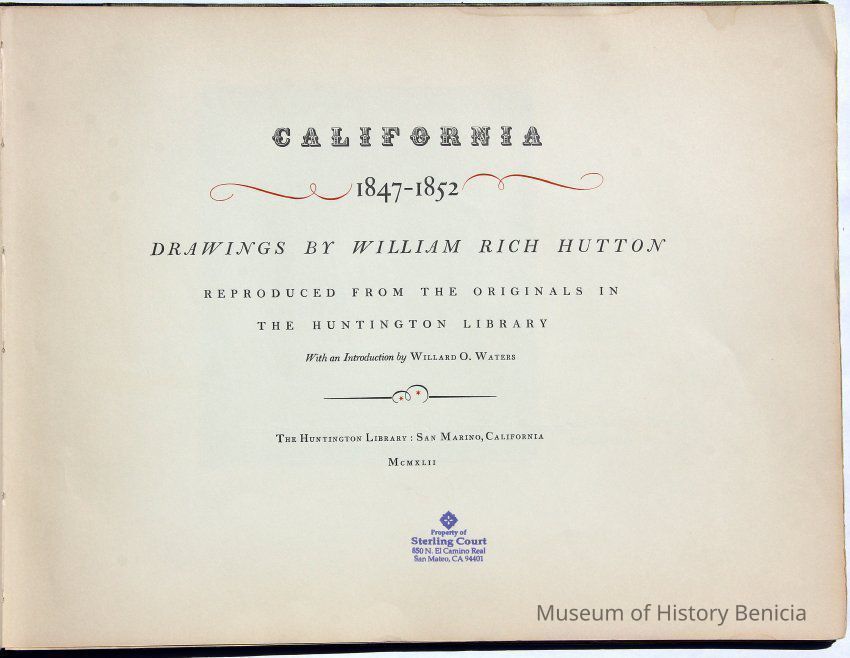 CALIFORNIA
1847-1852
DRAWINGS BY WILLIAM RICH HUTTON
REPRODUCED FROM THE ORIGINALS IN
THE HUNTINGTON LIBRARY
With an Introduction by WILLARD O. WATERS
THE HUNTINGTON LIBRARY : SAN MARINO, CALIFORNIA
MCMXLII
Property of
Sterling Court
850 N. El Camino Real
San Mateo, CA 94401
Museum of History Benicia